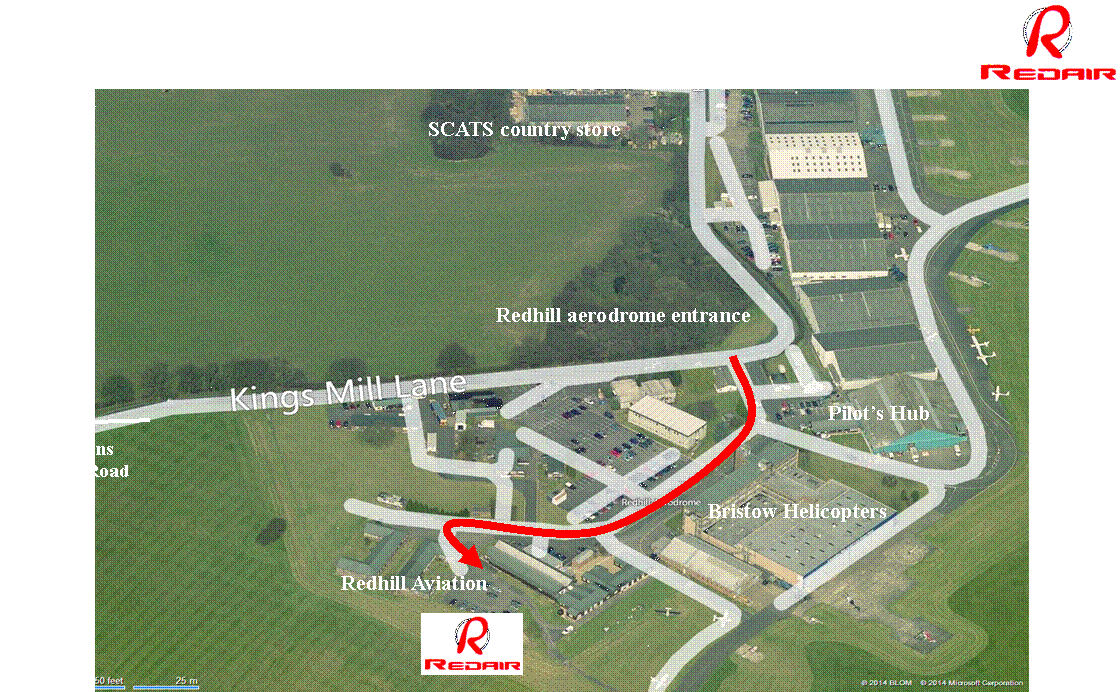 R
REDAIR
SCATS country store
Redhill aerodrome entrance
Kings Mill Lane
Pilot's Hub
ns
Road
Redhill Aerodrome
Bristow Helicopters
Redhill Aviation
R
REDAIR
50 feet
25 m
© 2014 BLOM © 2014 Microsoft Corporation